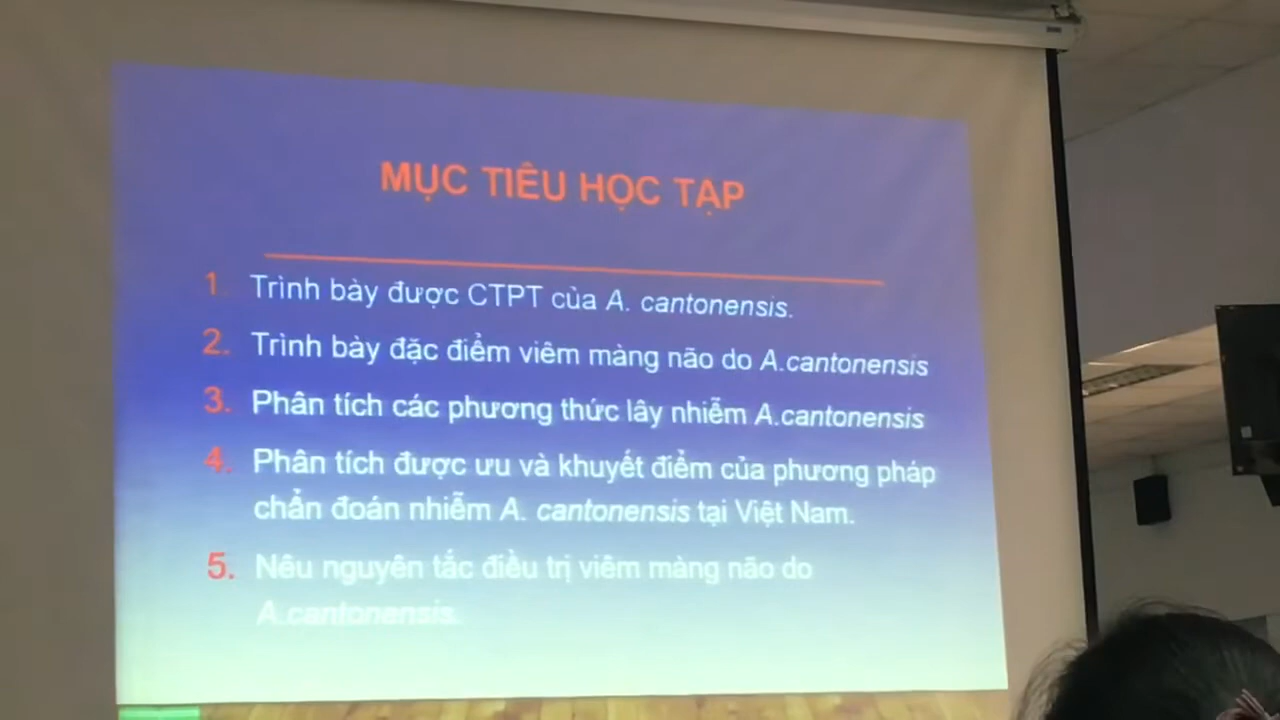 MỤC TIÊU HỌC TẬP
1. Trình bày được CTPT của A. cantonensis.
2. Trình bày đặc điểm viêm màng não do A.cantonensis
3. Phân tích các phương thức lây nhiễm A.cantonensis
4. Phân tích được ưu và khuyết điểm của phương pháp
chẩn đoán nhiễm A. cantonensis tại Việt Nam.
5. Nêu nguyên tắc điều trị viêm màng não do
A.cantonensis.